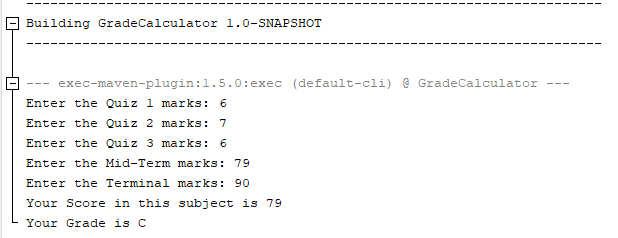 ------------------------------------------------------------------------
Building GradeCalculator 1.0-SNAPSHOT
------------------------------------------------------------------------
--- exec-maven-plugin:1.5.0:exec (default-cli) @ GradeCalculator ---
Enter the Quiz 1 marks: 6
Enter the Quiz 2 marks: 7
Enter the Quiz 3 marks: 6
Enter the Mid-Term marks: 79
Enter the Terminal marks: 90
Your Score in this subject is 79
Your Grade is C